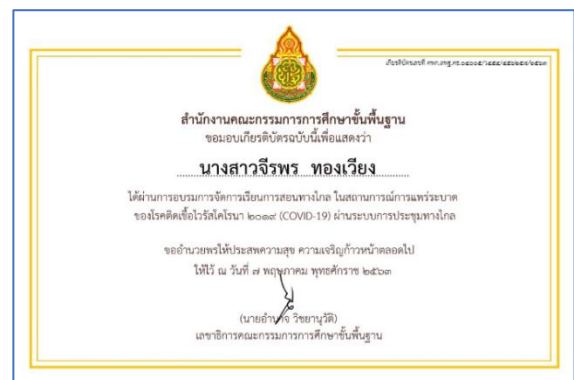 สำนักงานคณะกรรมการการศึกษาขั้นพื้นฐาน
ขอมอบเกียรติบัตรฉบับนี้เพื่อแสดงว่า
นางสาวจีรพร ทองเวียง
ได้ผ่านการอบรมการจัดการเรียนการสอนทางไกล ในสถานการณ์การแพร่ระบาด
ของโรคติดเชื้อไวรัสโคโรนา ๒๐๑๙ (COVID-19) ผ่านระบบการประชุมทางไกล
ขออำนวยพรให้ประสพความสุข ความเจริญก้าวหน้าตลอดไป
ให้ไว้ ณ วันที่ ๗ พฤษภาคม พุทธศักราช ๒๕๖๓
(นายอำนาจ วิชยานุวัติ)
เลขาธิการคณะกรรมการการศึกษาขั้นพื้นฐาน